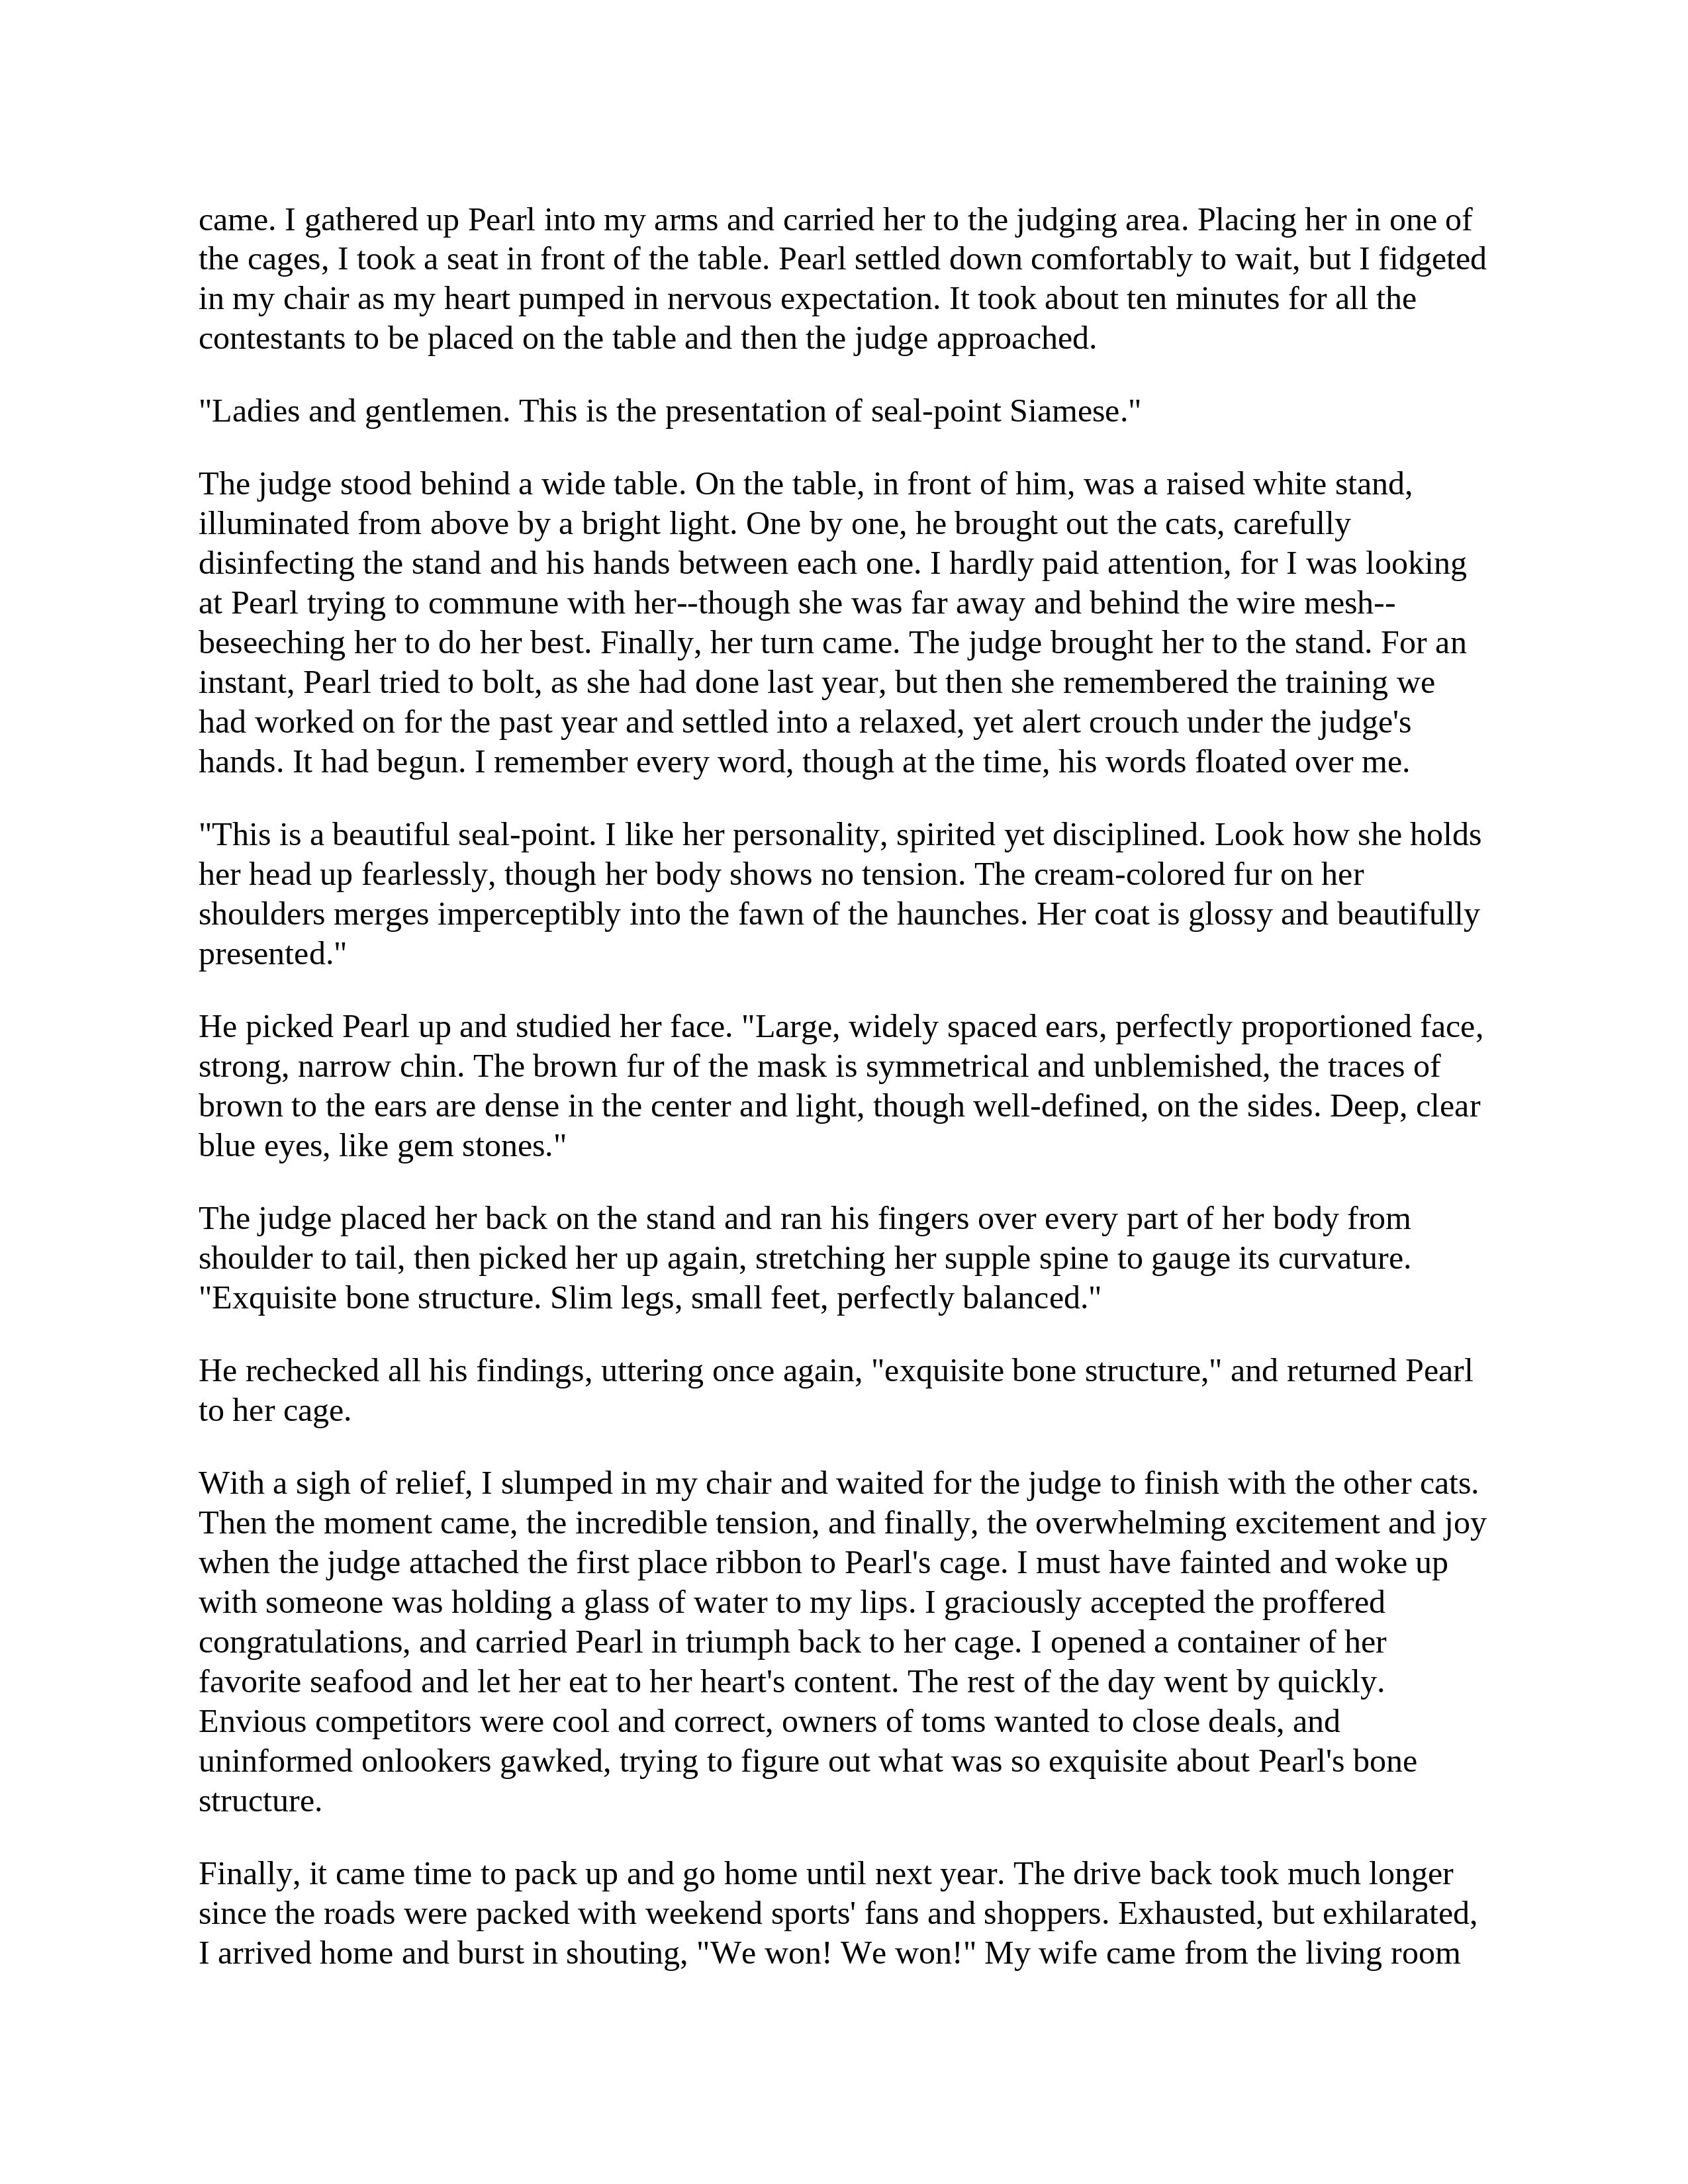 came. I gathered up Pearl into my arms and carried her to the judging area. Placing her in one of
the cages, I took a seat in front of the table. Pearl settled down comfortably to wait, but I fidgeted
in my chair as my heart pumped in nervous expectation. It took about ten minutes for all the
contestants to be placed on the table and then the judge approached.
"Ladies and gentlemen. This is the presentation of seal-point Siamese."
The judge stood behind a wide table. On the table, in front of him, was a raised white stand,
illuminated from above by a bright light. One by one, he brought out the cats, carefully
disinfecting the stand and his hands between each one. I hardly paid attention, for I was looking
at Pearl trying to commune with her--though she was far away and behind the wire mesh--
beseeching her to do her best. Finally, her turn came. The judge brought her to the stand. For an
instant, Pearl tried to bolt, as she had done last year, but then she remembered the training we
had worked on for the past year and settled into a relaxed, yet alert crouch under the judge's
hands. It had begun. I remember every word, though at the time, his words floated over me.
"This is a beautiful seal-point. I like her personality, spirited yet disciplined. Look how she holds
her head up fearlessly, though her body shows no tension. The cream-colored fur on her
shoulders merges imperceptibly into the fawn of the haunches. Her coat is glossy and beautifully
presented."
He picked Pearl up and studied her face. "Large, widely spaced ears, perfectly proportioned face,
strong, narrow chin. The brown fur of the mask is symmetrical and unblemished, the traces of
brown to the ears are dense in the center and light, though well-defined, on the sides. Deep, clear
blue eyes, like gem stones."
The judge placed her back on the stand and ran his fingers over every part of her body from
shoulder to tail, then picked her up again, stretching her supple spine to gauge its curvature.
"Exquisite bone structure. Slim legs, small feet, perfectly balanced."
He rechecked all his findings, uttering once again, "exquisite bone structure," and returned Pearl
to her cage.
With a sigh of relief, I slumped in my chair and waited for the judge to finish with the other cats.
Then the moment came, the incredible tension, and finally, the overwhelming excitement and joy
when the judge attached the first place ribbon to Pearl's cage. I must have fainted and woke up
with someone was holding a glass of water to my lips. I graciously accepted the proffered
congratulations, and carried Pearl in triumph back to her cage. I opened a container of her
favorite seafood and let her eat to her heart's content. The rest of the day went by quickly.
Envious competitors were cool and correct, owners of toms wanted to close deals, and
uninformed onlookers gawked, trying to figure out what was so exquisite about Pearl's bone
structure.
Finally, it came time to pack up and go home until next year. The drive back took much longer
since the roads were packed with weekend sports' fans and shoppers. Exhausted, but exhilarated,
I arrived home and burst in shouting, "We won! We won!" My wife came from the living room